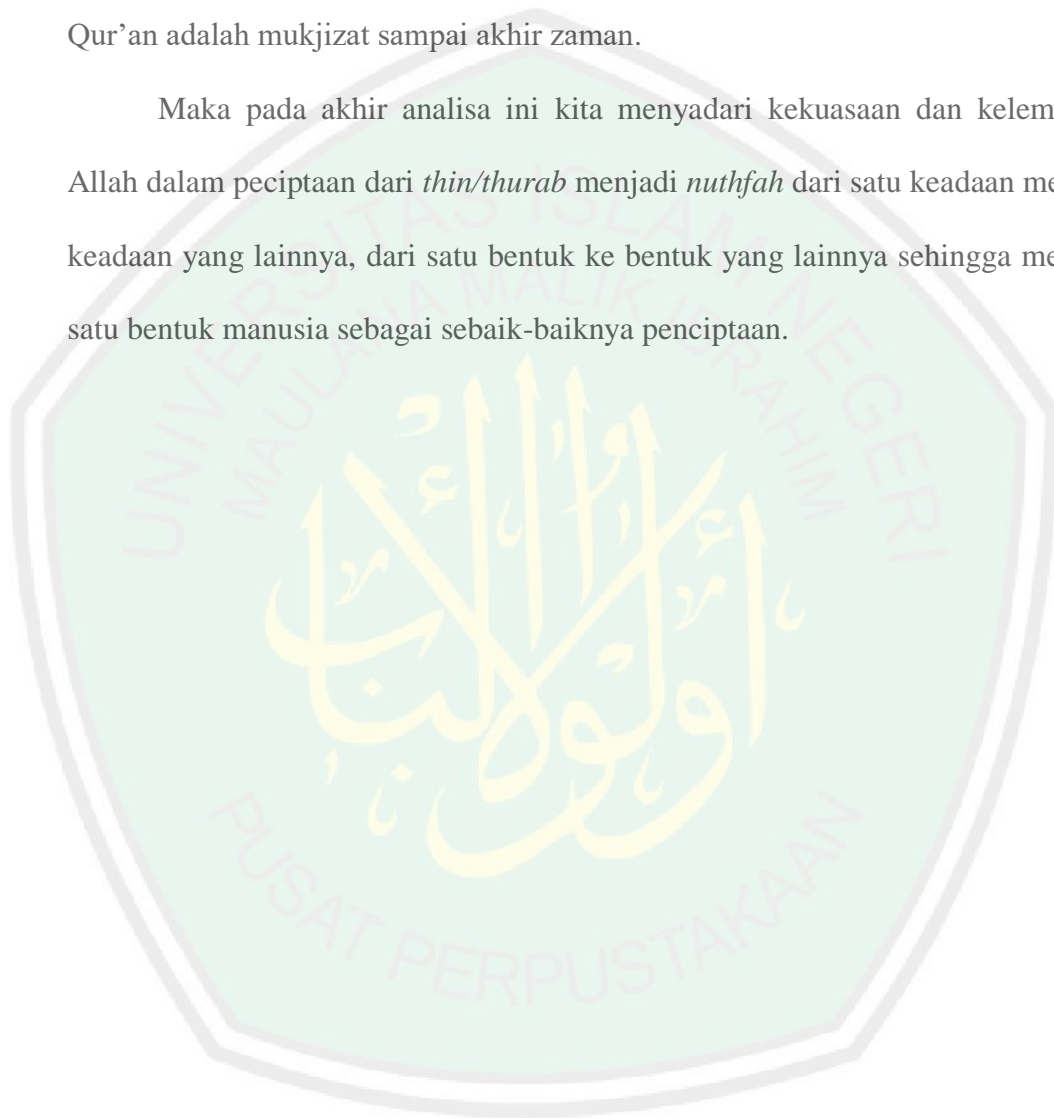 Qur’an adalah mukjizat sampai akhir zaman.
Maka pada akhir analisa ini kita menyadari kekuasaan dan kelem
Allah dalam peciptaan dari thin/thurab menjadi nuthfah dari satu keadaan me
keadaan yang lainnya, dari satu bentuk ke bentuk yang lainnya sehingga me
satu bentuk manusia sebagai sebaik-baiknya penciptaan.
UNIVERSITAS ISLAM NEGERI
MAULANA MALIK IBRAHIM
أولوا الألباب
PUSAT PERPUSTAKAAN